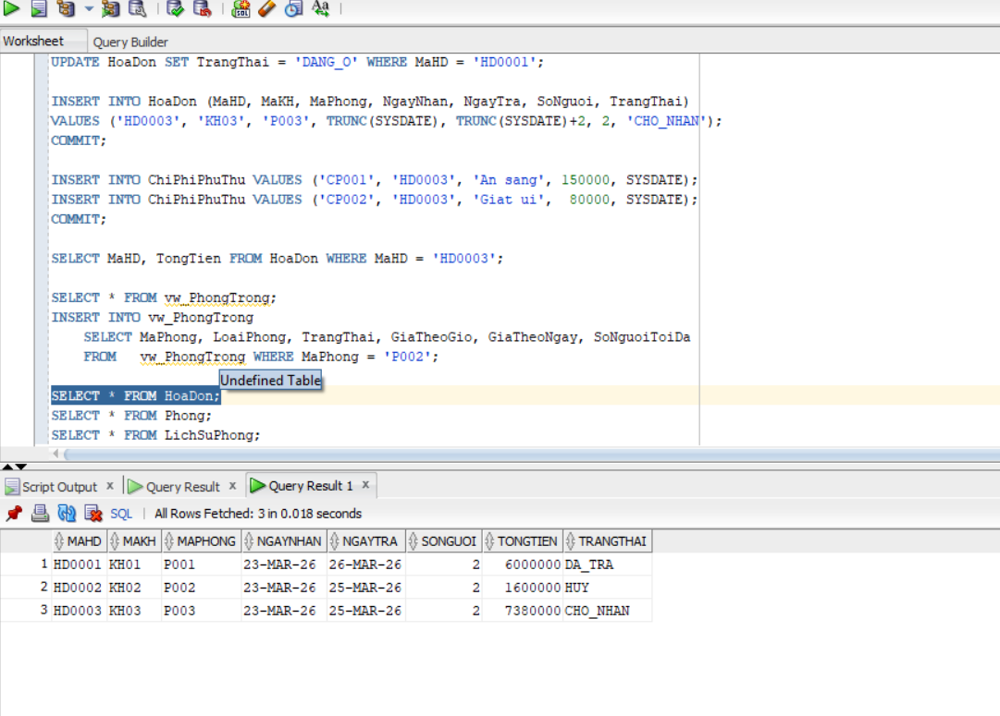 Worksheet Query Builder
UPDATE HoaDon SET TrangThai = 'DANG_O' WHERE MaHD = 'HD0001';
INSERT INTO HoaDon (MaHD, MaKH, MaPhong, NgayNhan, NgayTra, SoNguoi, TrangThai)
VALUES ('HD0003', 'KH03', 'P003', TRUNC(SYSDATE), TRUNC(SYSDATE)+2, 2, 'CHO_NHAN');
COMMIT;
INSERT INTO ChiPhiPhuThu VALUES ('CP001', 'HD0003', 'An sang', 150000, SYSDATE);
INSERT INTO ChiPhiPhuThu VALUES ('CP002', 'HD0003', 'Giat ui', 80000, SYSDATE);
COMMIT;
SELECT MaHD, TongTien FROM HoaDon WHERE MaHD = 'HD0003';
SELECT * FROM vw_PhongTrong;
INSERT INTO vw_PhongTrong
SELECT MaPhong, LoaiPhong, TrangThai, GiaTheoGio, GiaTheoNgay, SoNguoiToiDa
FROM vw_PhongTrong WHERE MaPhong = 'P002';
Undefined Table
SELECT * FROM HoaDon;
SELECT * FROM Phong;
SELECT * FROM LichSuPhong;
Script Output x Query Result x Query Result 1 x
SQL | All Rows Fetched: 3 in 0.018 seconds
MAHD MAKH MAPHONG NGAYNHAN NGAYTRA SONGUOI TONGTIEN TRANGTHAI
1 HD0001 KH01 P001 23-MAR-26 26-MAR-26 2 6000000 DA_TRA
2 HD0002 KH02 P002 23-MAR-26 25-MAR-26 2 1600000 HUY
3 HD0003 KH03 P003 23-MAR-26 25-MAR-26 2 7380000 CHO_NHAN